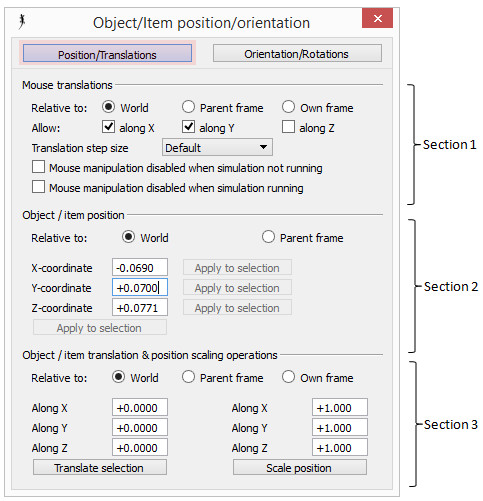 Object/Item position/orientation
Position/Translations Orientation/Rotations
Mouse translations
Relative to: World Parent frame Own frame
Allow: along X along Y along Z
Section 1
Translation step size Default
Mouse manipulation disabled when simulation not running
Mouse manipulation disabled when simulation running
Object / item position
Relative to: World Parent frame
X-coordinate -0.0690 Apply to selection
Section 2
Y-coordinate +0.0700 Apply to selection
Z-coordinate +0.0771 Apply to selection
Apply to selection
Object / item translation & position scaling operations
Relative to: World Parent frame Own frame
Along X +0.0000 Along X +1.000
Section 3
Along Y +0.0000 Along Y +1.000
Along Z +0.0000 Along Z +1.000
Translate selection Scale position